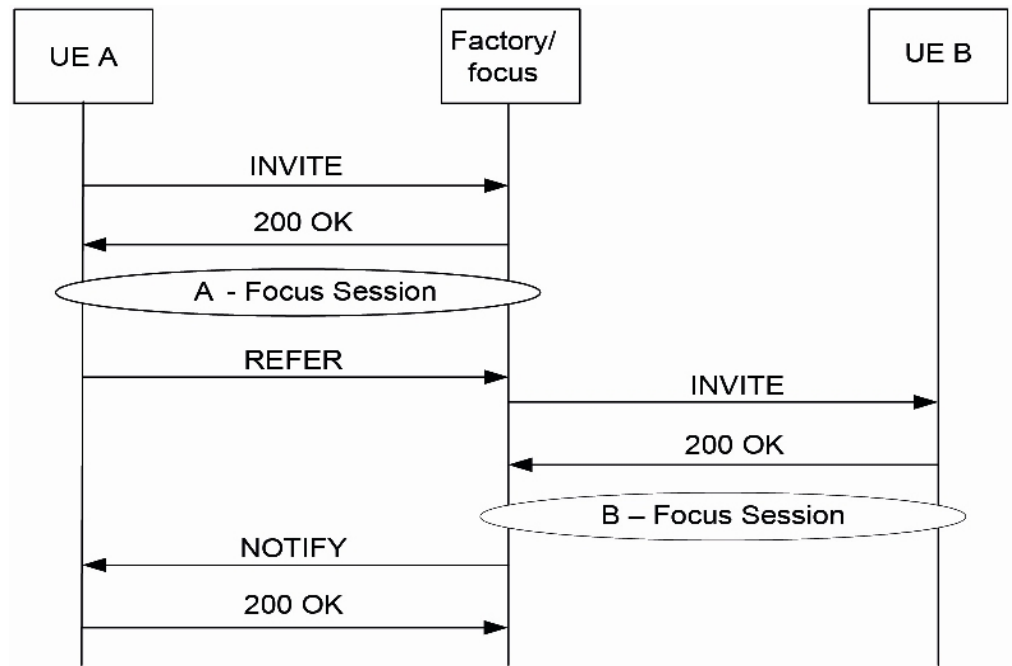 UE A
Factory/
focus
UE B
INVITE
200 OK
A - Focus Session
REFER
INVITE
200 OK
B – Focus Session
NOTIFY
200 OK